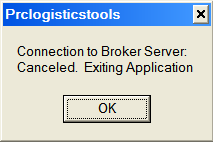 Prclogisticstools
Connection to Broker Server:
Canceled.  Exiting Application
OK